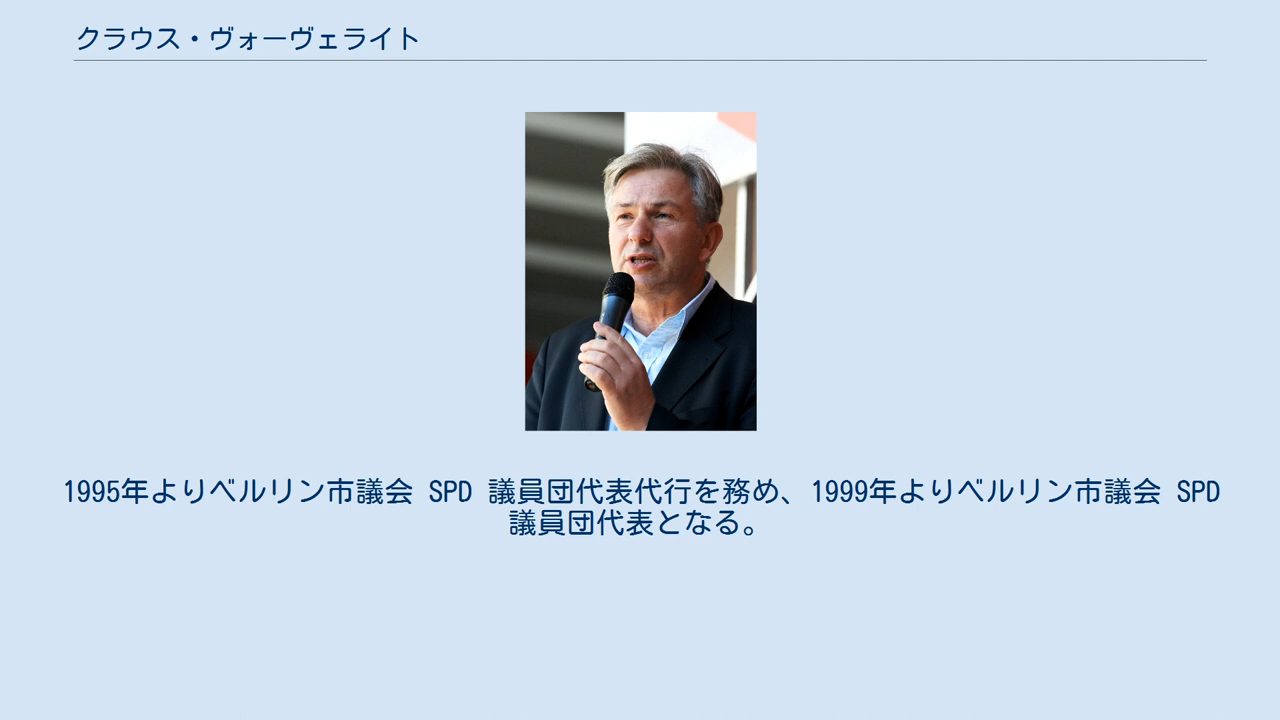 クラウス・ヴォーヴェライト
1995年よりベルリン市議会 SPD 議員団代表代行を務め、1999年よりベルリン市議会 SPD
議員団代表となる。